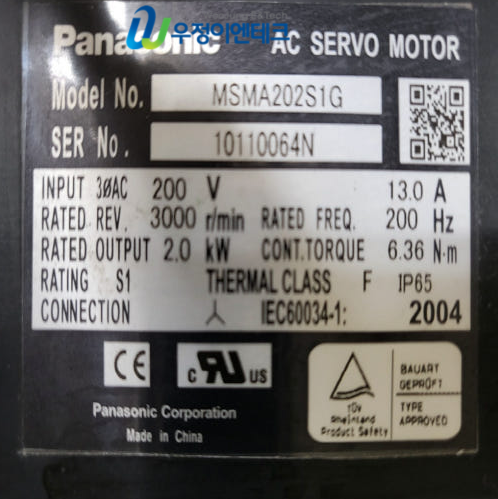 Panasonic AC SERVO MOTOR
우정이엔테크
Model No. MSMA202S1G
SER No. 10110064N
INPUT 3ØAC 200 V 13.0 A
RATED REV. 3000 r/min RATED FREQ. 200 Hz
RATED OUTPUT 2.0 kW CONT.TORQUE 6.36 N·m
RATING S1 THERMAL CLASS F IP65
CONNECTION IEC60034-1: 2004
CE c RU US
BAUART
GEPRÜFT
TÜV
Rheinland
Product Safety
TYPE
APPROVED
Panasonic Corporation
Made in China